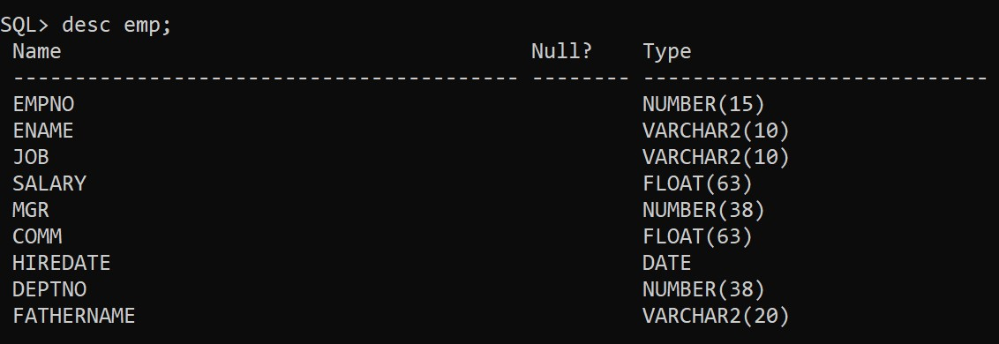 SQL> desc emp;
Name Null? Type
----------------------------------------- -------- ----------------------------
EMPNO NUMBER(15)
ENAME VARCHAR2(10)
JOB VARCHAR2(10)
SALARY FLOAT(63)
MGR NUMBER(38)
COMM FLOAT(63)
HIREDATE DATE
DEPTNO NUMBER(38)
FATHERNAME VARCHAR2(20)